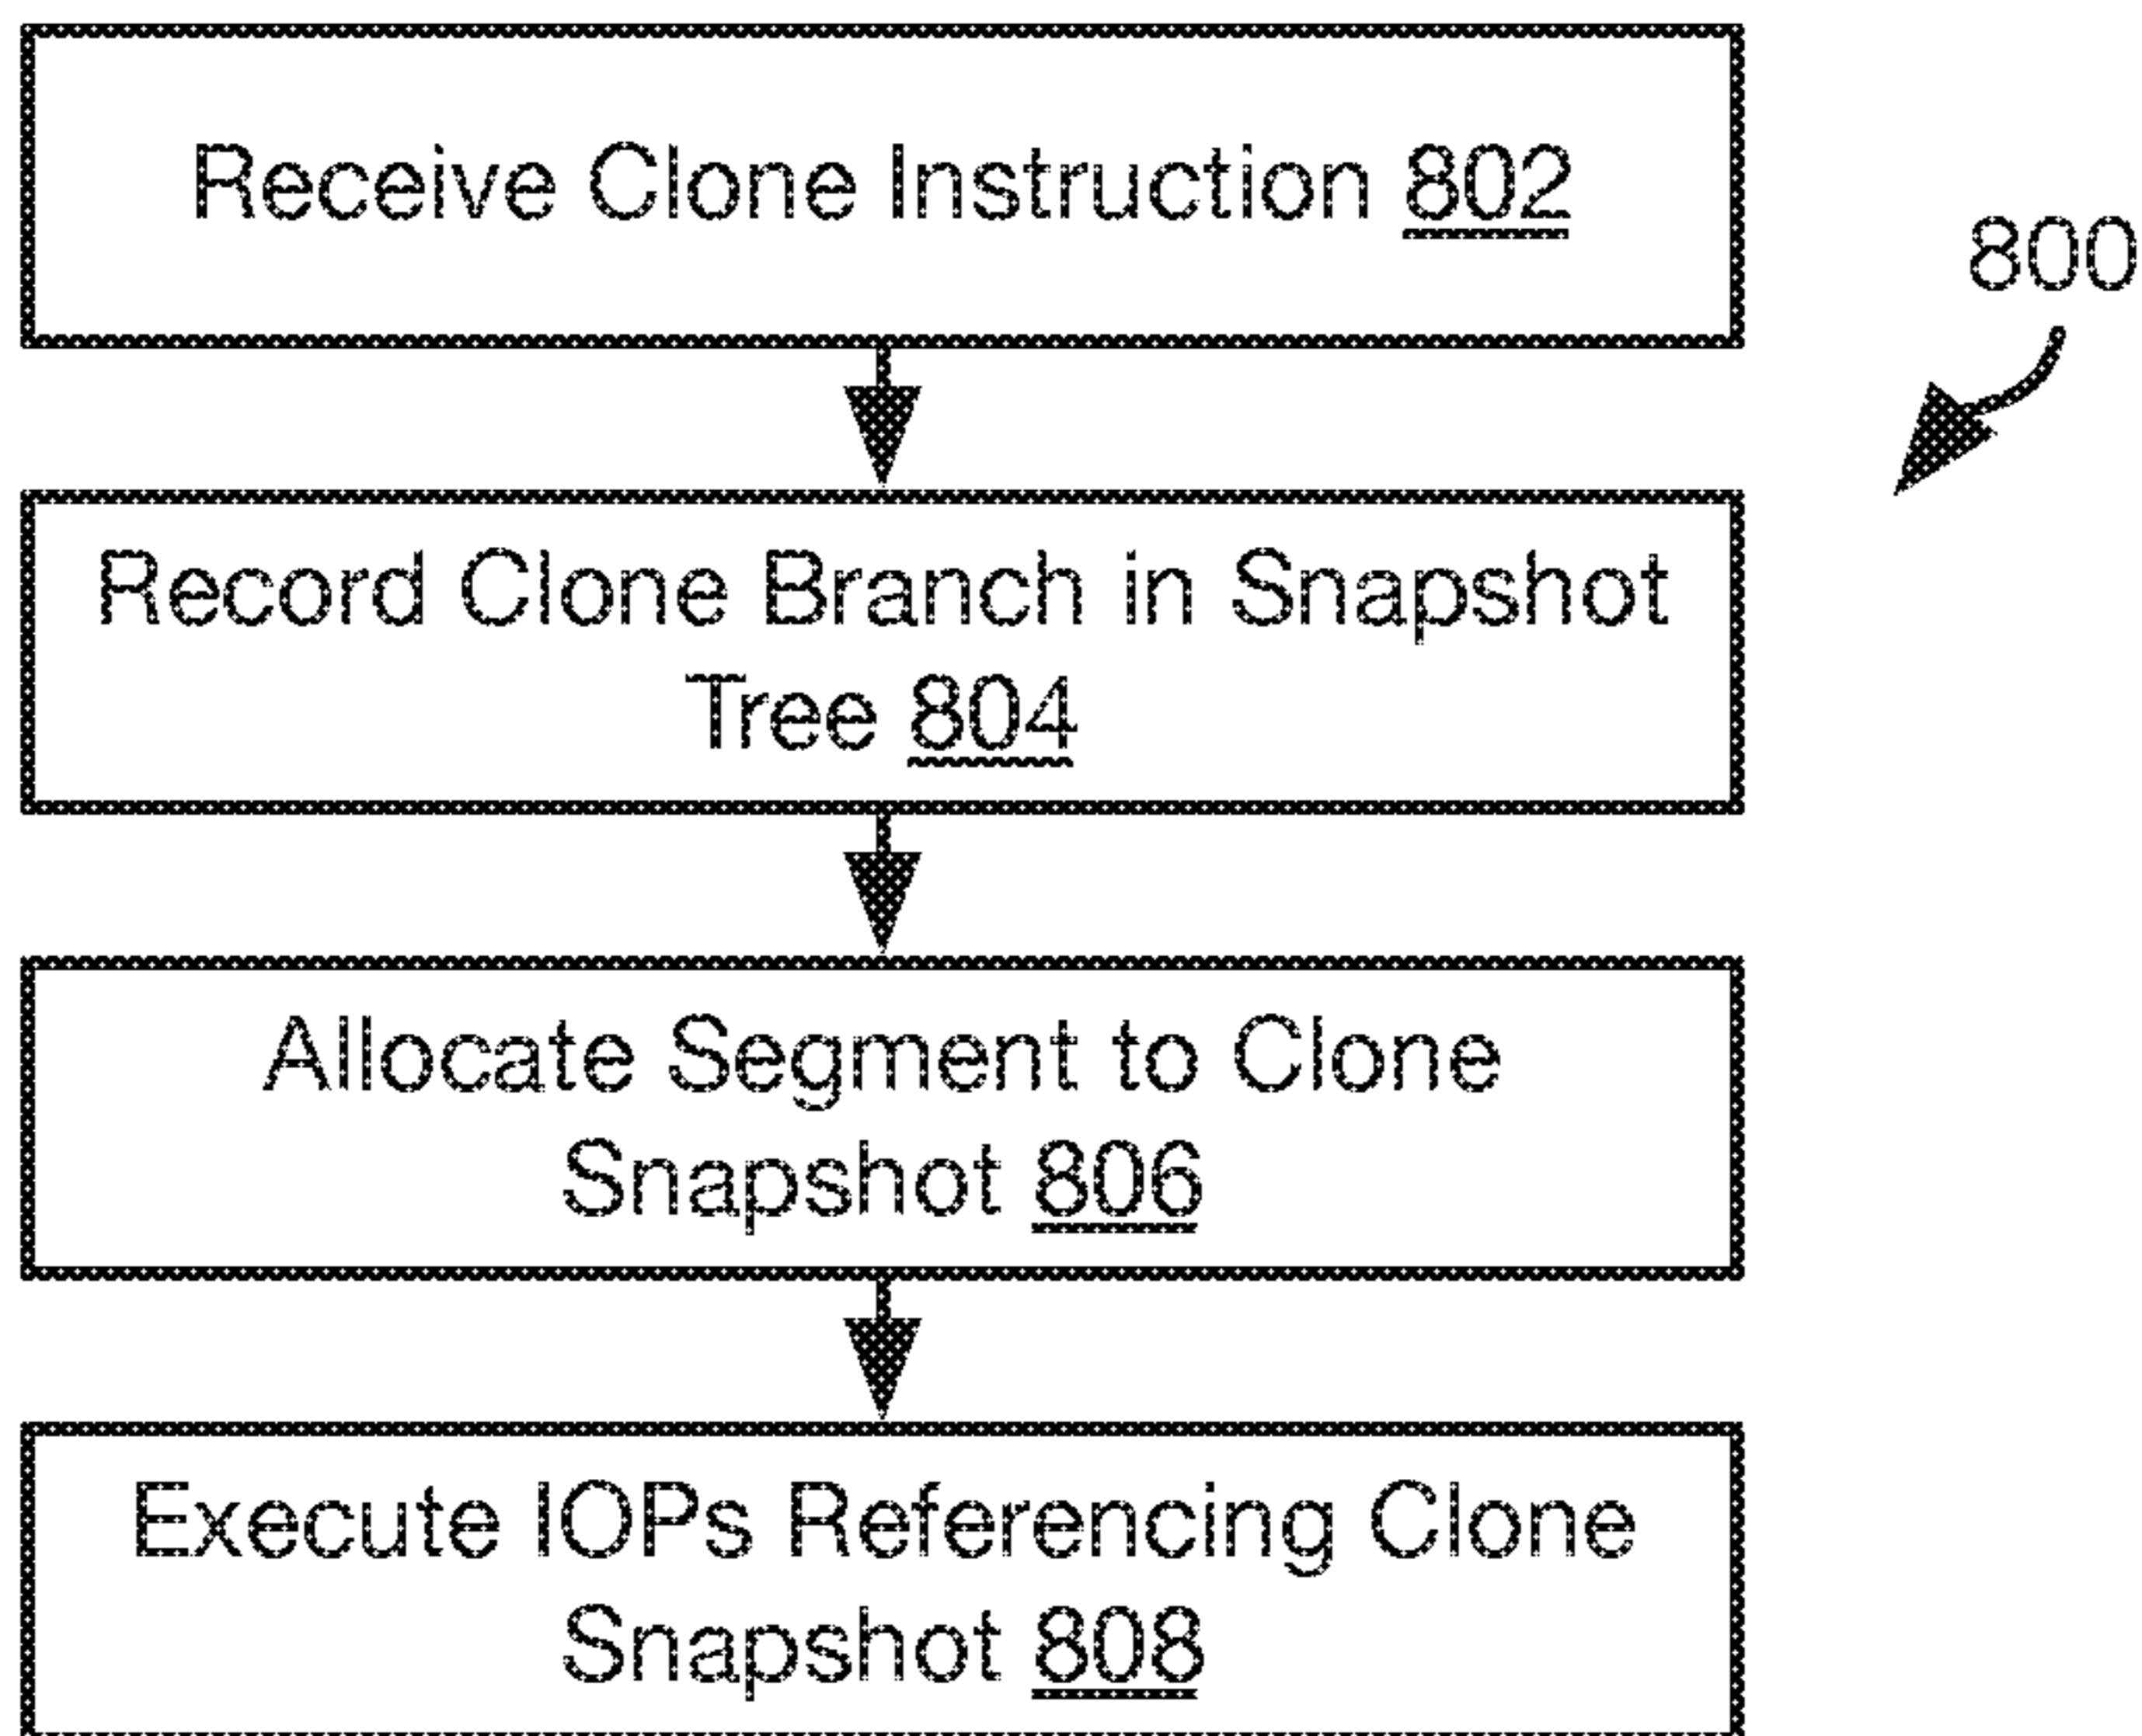 Receive Clone Instruction 802
800
Record Clone Branch in Snapshot
Tree 804
Allocate Segment to Clone
Snapshot 806
Execute IOPs Referencing Clone
Snapshot 808